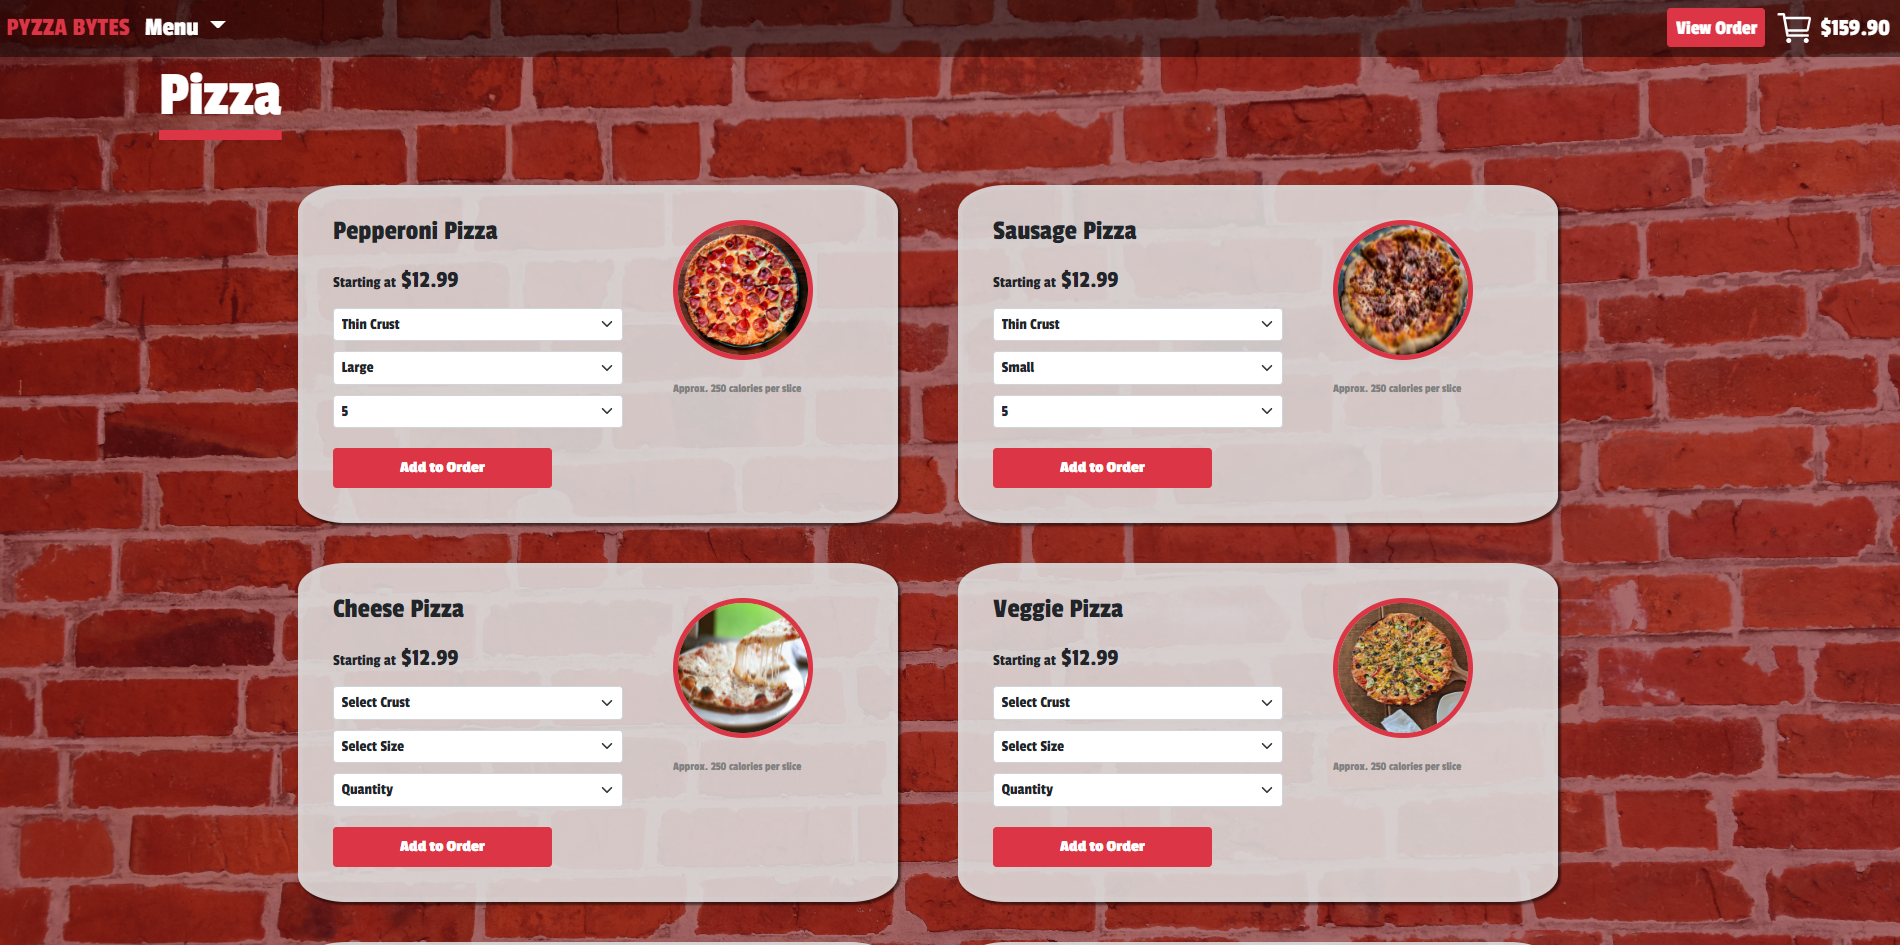 PYZZA BYTES Menu View Order $159.90
Pizza
Pepperoni Pizza
Starting at $12.99
Thin Crust
Large
5
Approx. 250 calories per slice
Add to Order
Sausage Pizza
Starting at $12.99
Thin Crust
Small
5
Approx. 250 calories per slice
Add to Order
Cheese Pizza
Starting at $12.99
Select Crust
Select Size
Quantity
Approx. 250 calories per slice
Add to Order
Veggie Pizza
Starting at $12.99
Select Crust
Select Size
Quantity
Approx. 250 calories per slice
Add to Order